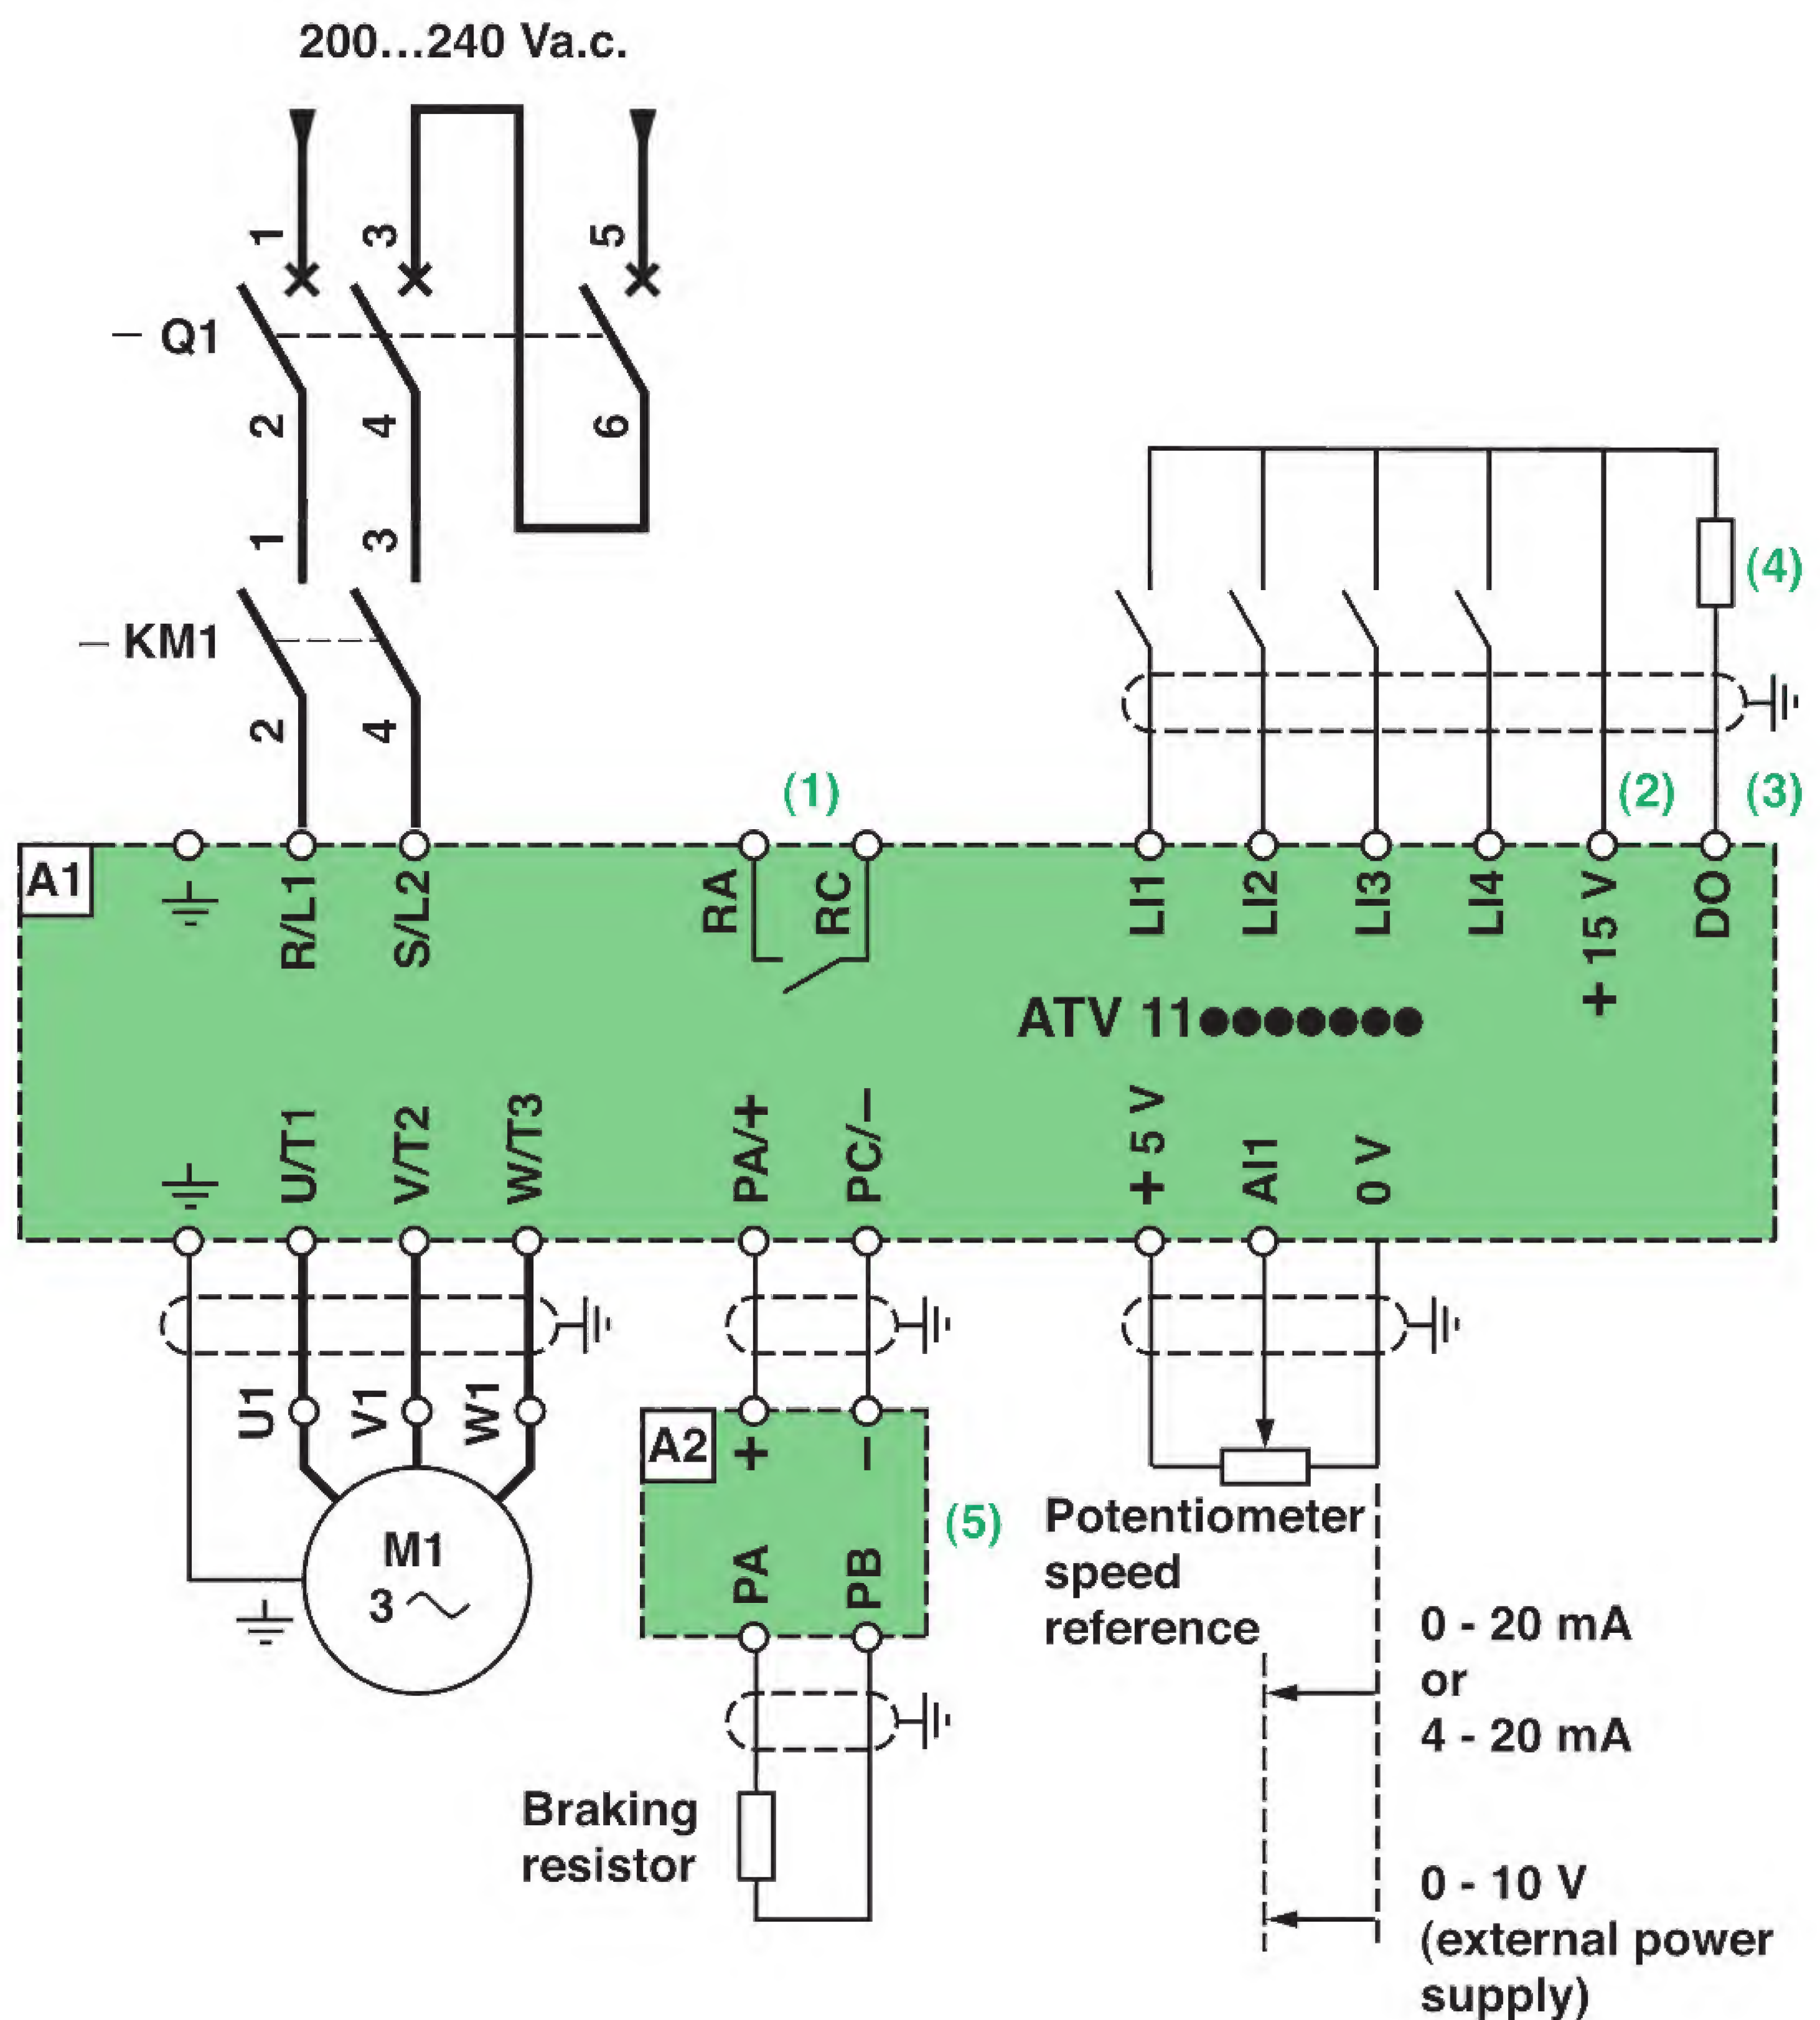 200...240 Va.c.
1
3
5
– Q1
2
4
6
1
3
(4)
– KM1
2
4
(1)
(2)
(3)
A1
R/L1
S/L2
RA
RC
LI1
LI2
LI3
LI4
+ 15 V
DO
ATV 11●●●●●●●
U/T1
V/T2
W/T3
PA/+
PC/–
+ 5 V
AI1
0 V
U1
V1
W1
A2
+
–
M1
3
PA
PB
(5)
Potentiometer
speed
reference
0 - 20 mA
or
4 - 20 mA
Braking
resistor
0 - 10 V
(external power
supply)